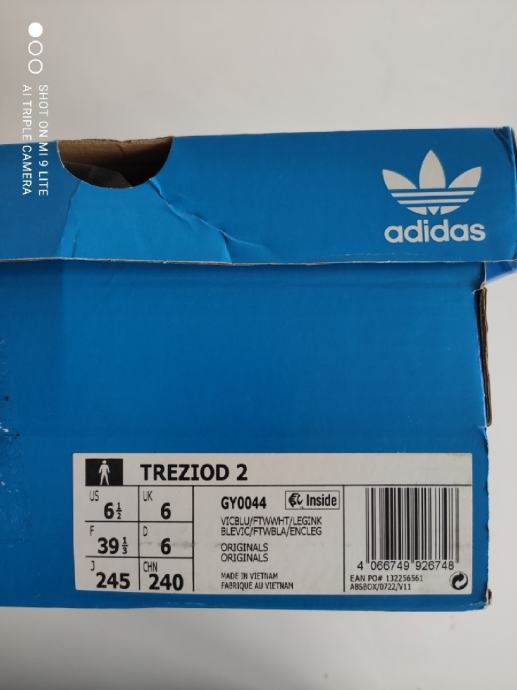 SHOT ON MI 9 LITE
AI TRIPLE CAMERA
adidas
TREZIOD 2
US 6½ UK 6
F 39⅓ D 6
J 245 CHN 240
GY0044 Inside
VICBLU/FTWWHT/LEGINK
BLEVIC/FTWBLA/ENCLEG
ORIGINALS
ORIGINALS
MADE IN VIETNAM
FABRIQUE AU VIETNAM
4 066749 926748
EAN PO# 132256561
ABSBOX/0722/V11